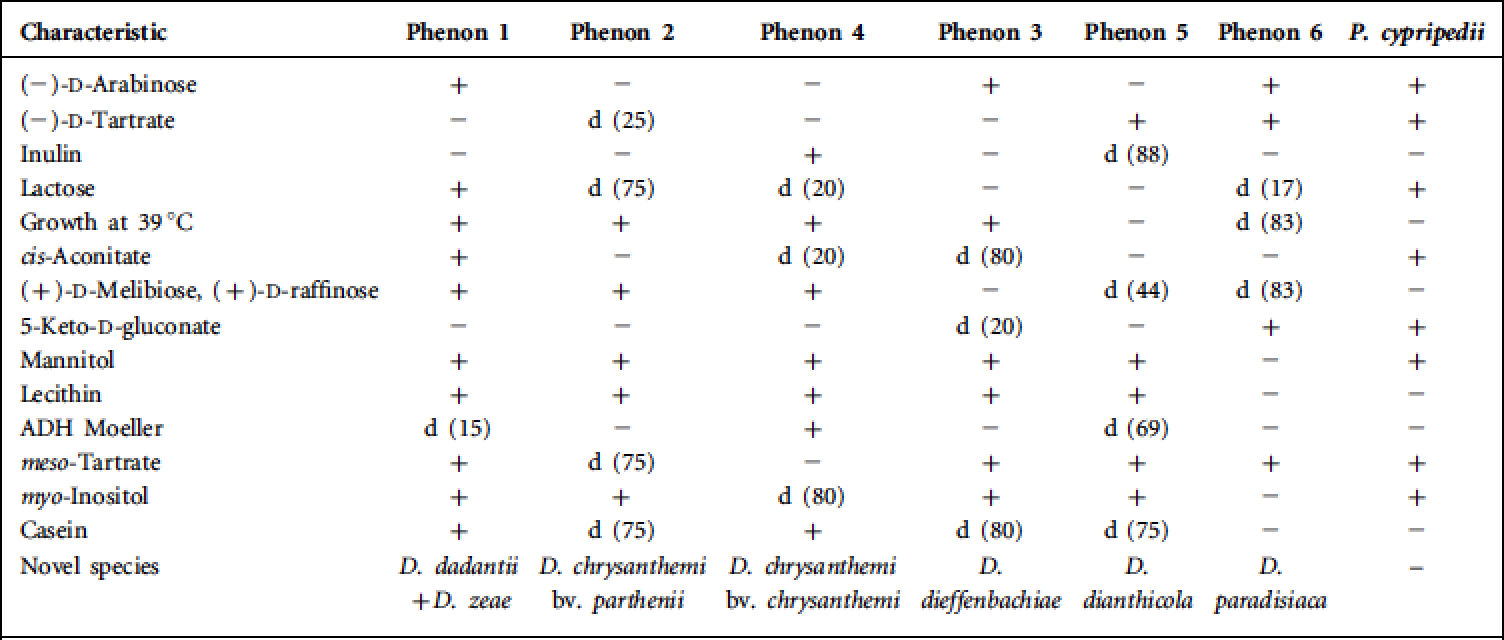 Characteristic Phenon 1 Phenon 2 Phenon 4 Phenon 3 Phenon 5 Phenon 6 P. cypripedii
(−)-D-Arabinose + − − + − + +
(−)-D-Tartrate − d (25) − − + + +
Inulin − − + − d (88) − −
Lactose + d (75) d (20) − − d (17) +
Growth at 39 °C + + + + − d (83) −
cis-Aconitate + − d (20) d (80) − − +
(+)-D-Melibiose, (+)-D-raffinose + + + − d (44) d (83) −
5-Keto-D-gluconate − − − d (20) − + +
Mannitol + + + + + − +
Lecithin + + + + + − −
ADH Moeller d (15) − + − d (69) − −
meso-Tartrate + d (75) − + + + +
myo-Inositol + + d (80) + + − +
Casein + d (75) + d (80) d (75) − −
Novel species D. dadantii D. chrysanthemi D. chrysanthemi D. D. D. −
+D. zeae bv. parthenii bv. chrysanthemi dieffenbachiae dianthicola paradisiaca